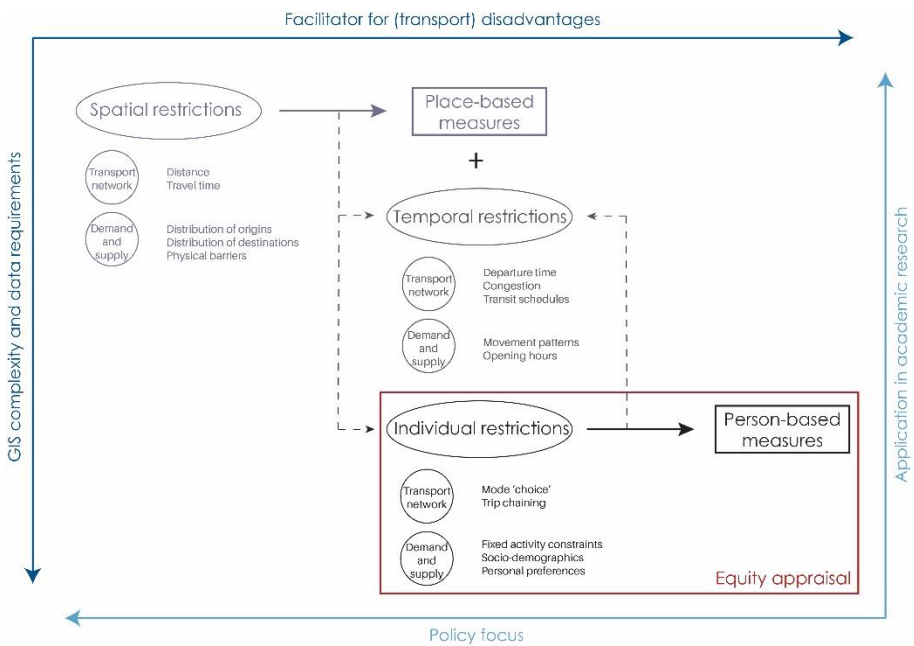 Facilitator for (transport) disadvantages
GIS complexity and data requirements
Spatial restrictions
Place-based
measures
+
Transport
network
Distance
Travel time
Demand
and
supply
Distribution of origins
Distribution of destinations
Physical barriers
Temporal restrictions
Transport
network
Departure time
Congestion
Transit schedules
Demand
and
supply
Movement patterns
Opening hours
Individual restrictions
Person-based
measures
Transport
network
Mode ‘choice’
Trip chaining
Demand
and
supply
Fixed activity constraints
Socio-demographics
Personal preferences
Equity appraisal
Application in academic research
Policy focus